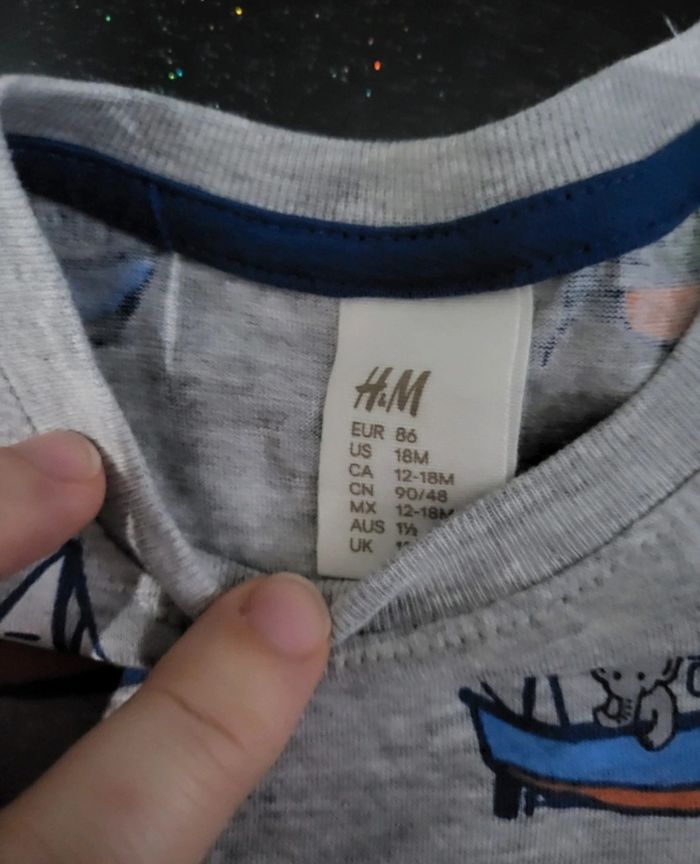 H&M
EUR 86
US 18M
CA 12-18M
CN 90/48
MX 12-18M
AUS 1½
UK